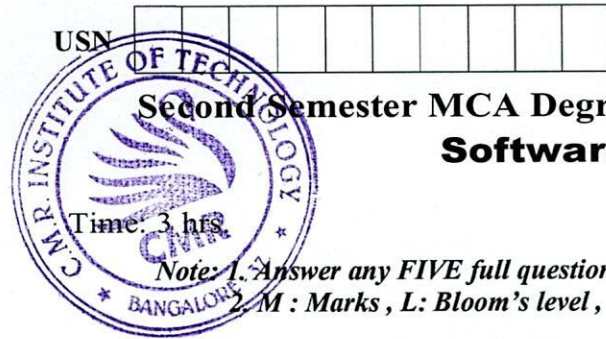 USN
C.M.R. INSTITUTE OF TECHNOLOGY
CMR
* BANGALORE *
Second Semester MCA Degr
Softwar
Time: 3 hrs.
Note: 1. Answer any FIVE full question
2. M : Marks , L: Bloom's level ,